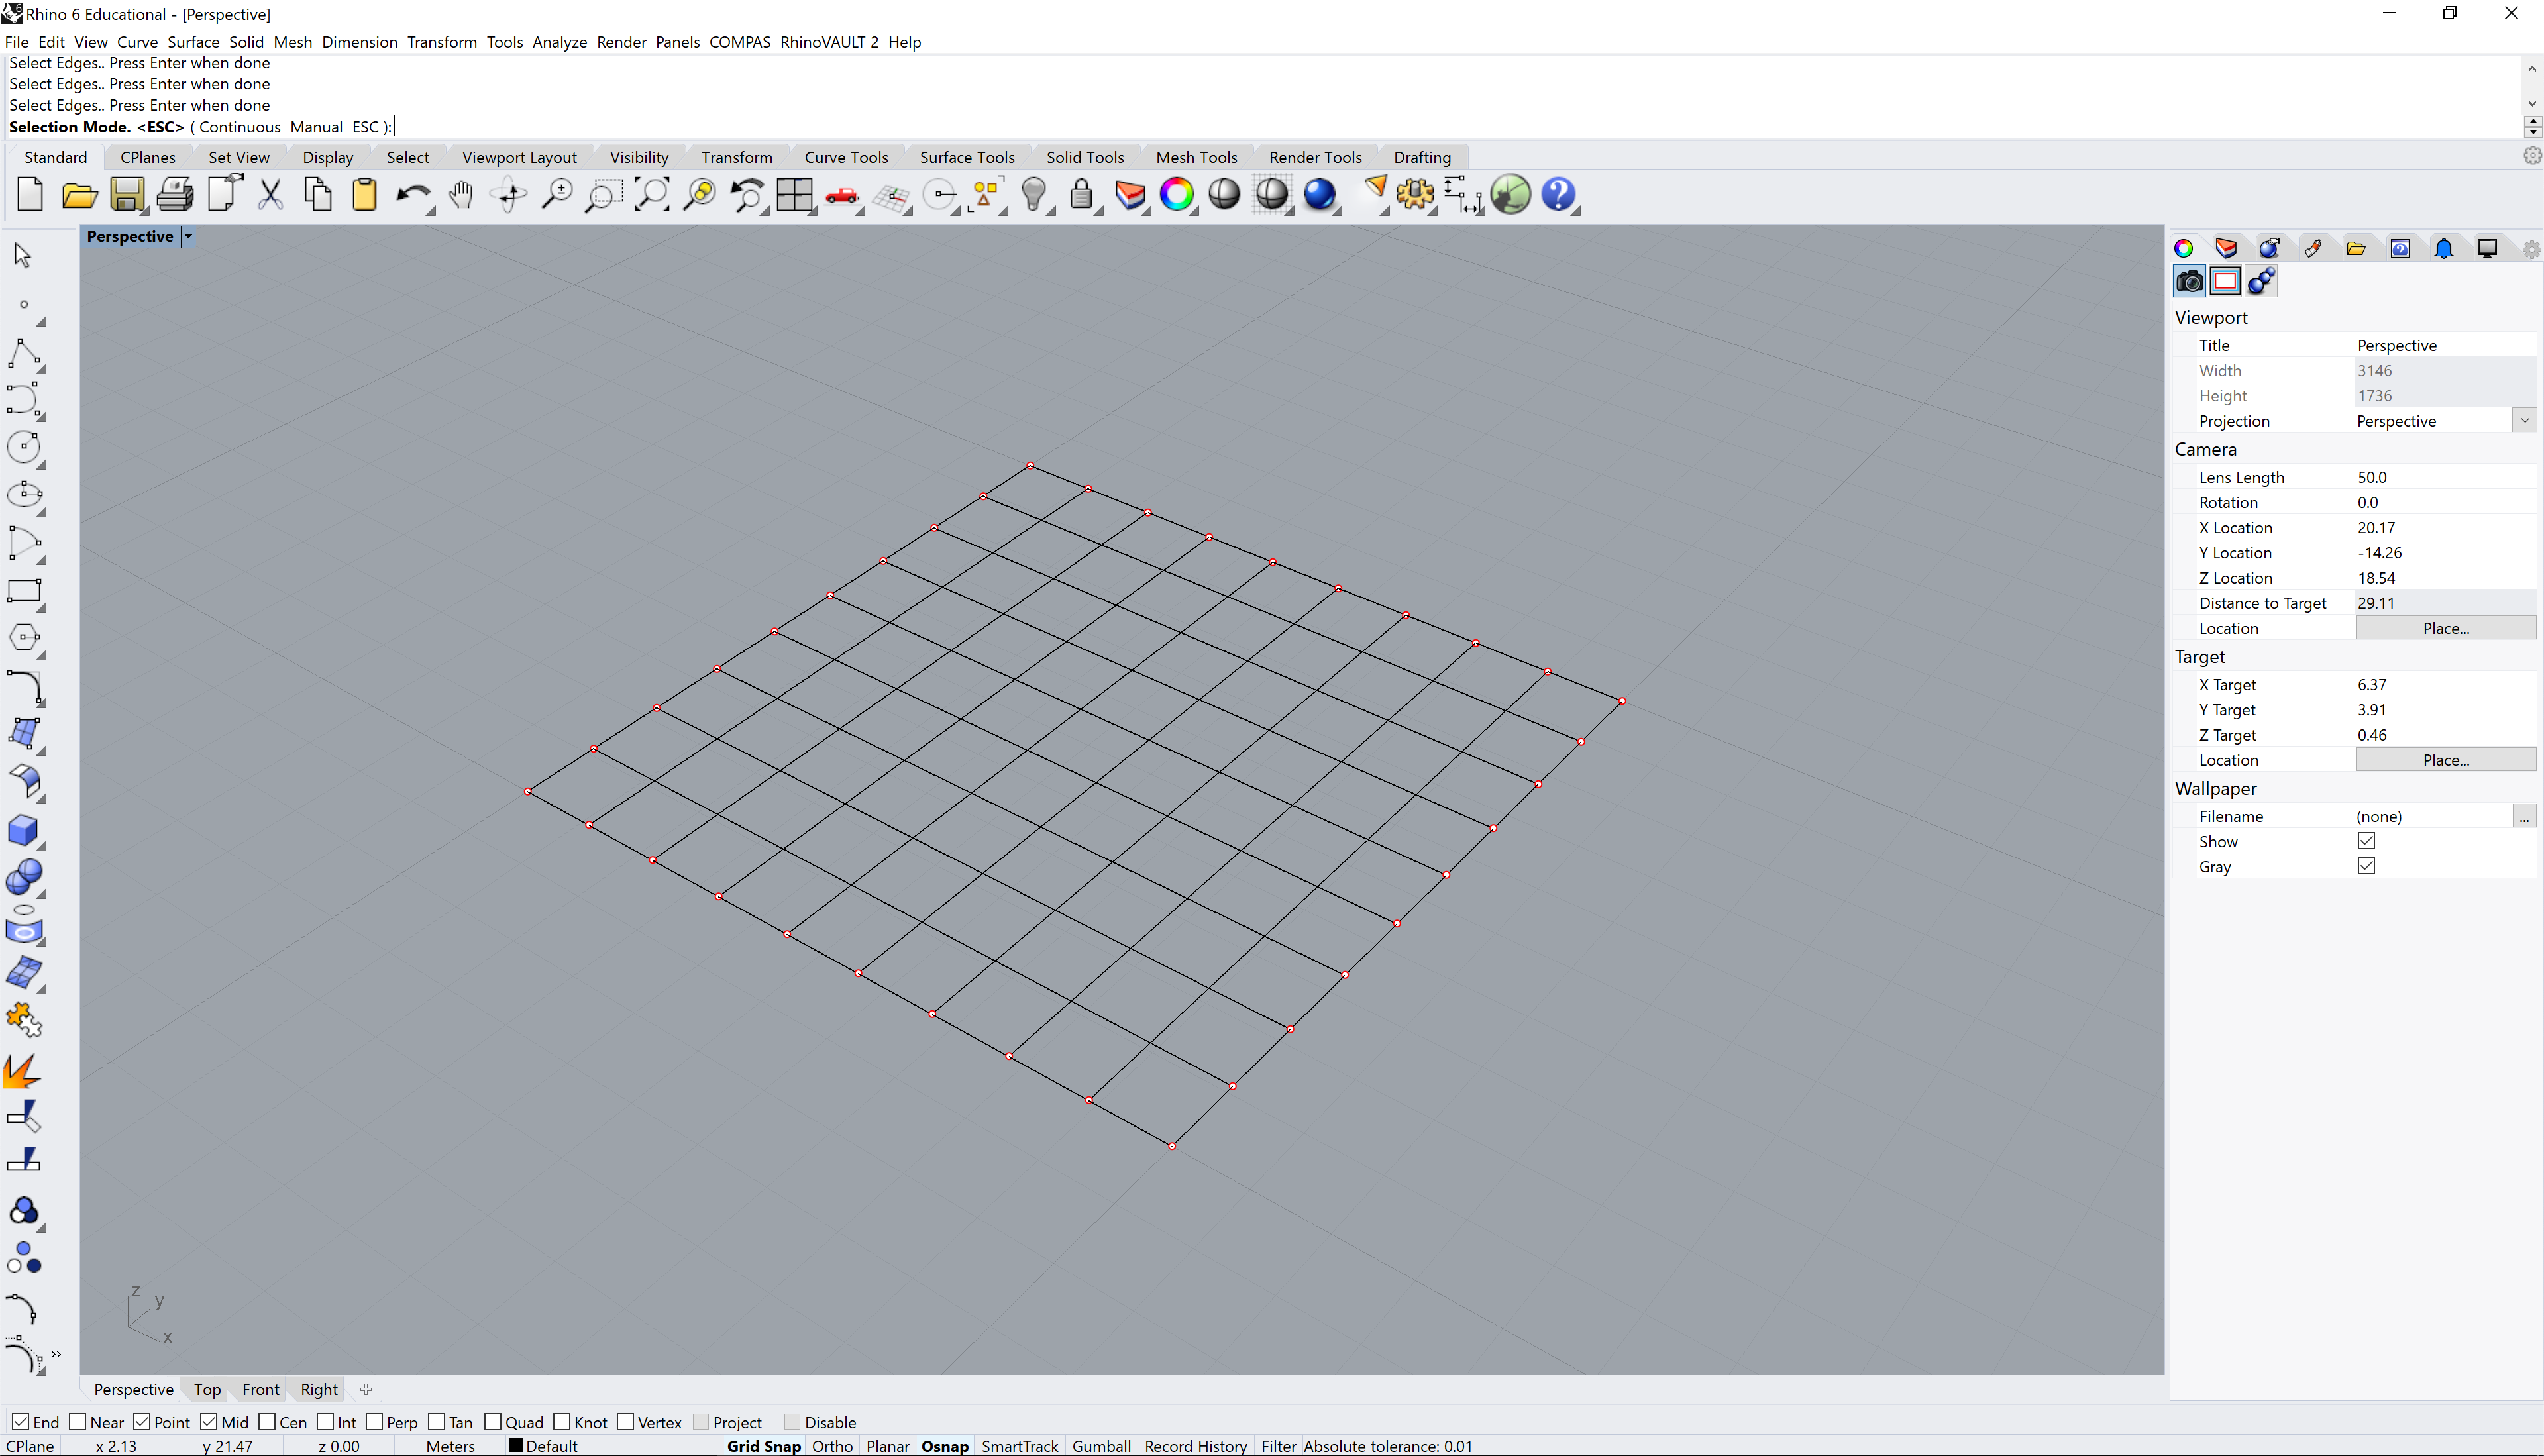 Rhino 6 Educational - [Perspective]
File Edit View Curve Surface Solid Mesh Dimension Transform Tools Analyze Render Panels COMPAS RhinoVAULT 2 Help
Select Edges.. Press Enter when done
Select Edges.. Press Enter when done
Select Edges.. Press Enter when done
Selection Mode. <ESC> ( Continuous Manual ESC ):
Standard CPlanes Set View Display Select Viewport Layout Visibility Transform Curve Tools Surface Tools Solid Tools Mesh Tools Render Tools Drafting
Perspective
Viewport
Title Perspective
Width 3146
Height 1736
Projection Perspective
Camera
Lens Length 50.0
Rotation 0.0
X Location 20.17
Y Location -14.26
Z Location 18.54
Distance to Target 29.11
Location Place...
Target
X Target 6.37
Y Target 3.91
Z Target 0.46
Location Place...
Wallpaper
Filename (none) ...
Show
Gray
z
y
x
Perspective Top Front Right
End Near Point Mid Cen Int Perp Tan Quad Knot Vertex Project Disable
CPlane x 2.13 y 21.47 z 0.00 Meters Default Grid Snap Ortho Planar Osnap SmartTrack Gumball Record History Filter Absolute tolerance: 0.01